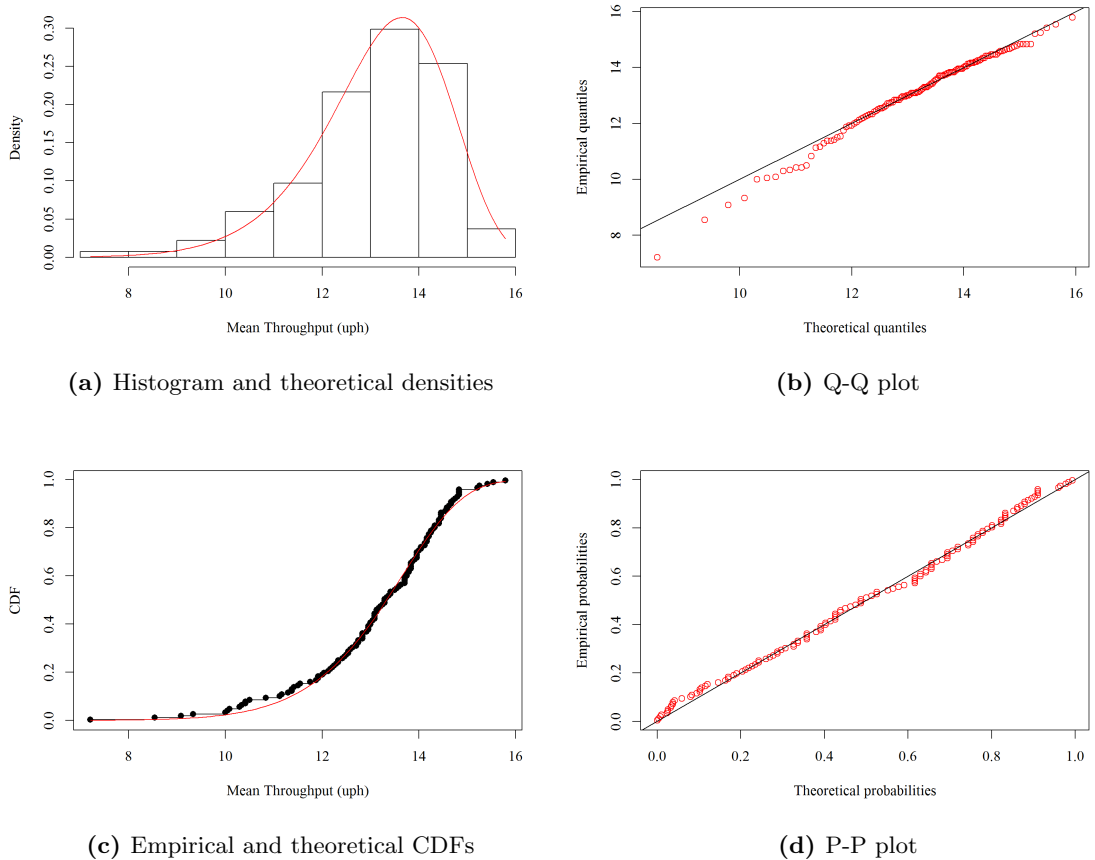 0.30
0.25
0.20
0.15
0.10
0.05
0.00
Density
8 10 12 14 16
Mean Throughput (uph)
(a) Histogram and theoretical densities
16
14
12
10
8
Empirical quantiles
10 12 14 16
Theoretical quantiles
(b) Q-Q plot
1.0
0.8
0.6
0.4
0.2
0.0
CDF
8 10 12 14 16
Mean Throughput (uph)
(c) Empirical and theoretical CDFs
1.0
0.8
0.6
0.4
0.2
0.0
Empirical probabilities
0.0 0.2 0.4 0.6 0.8 1.0
Theoretical probabilities
(d) P-P plot